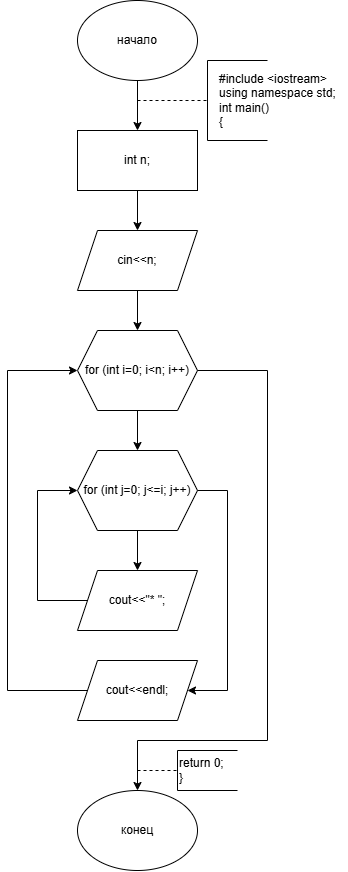 начало
#include <iostream>
using namespace std;
int main()
{
int n;
cin<<n;
for (int i=0; i<n; i++)
for (int j=0; j<=i; j++)
cout<<"* ";
cout<<endl;
return 0;
}
конец